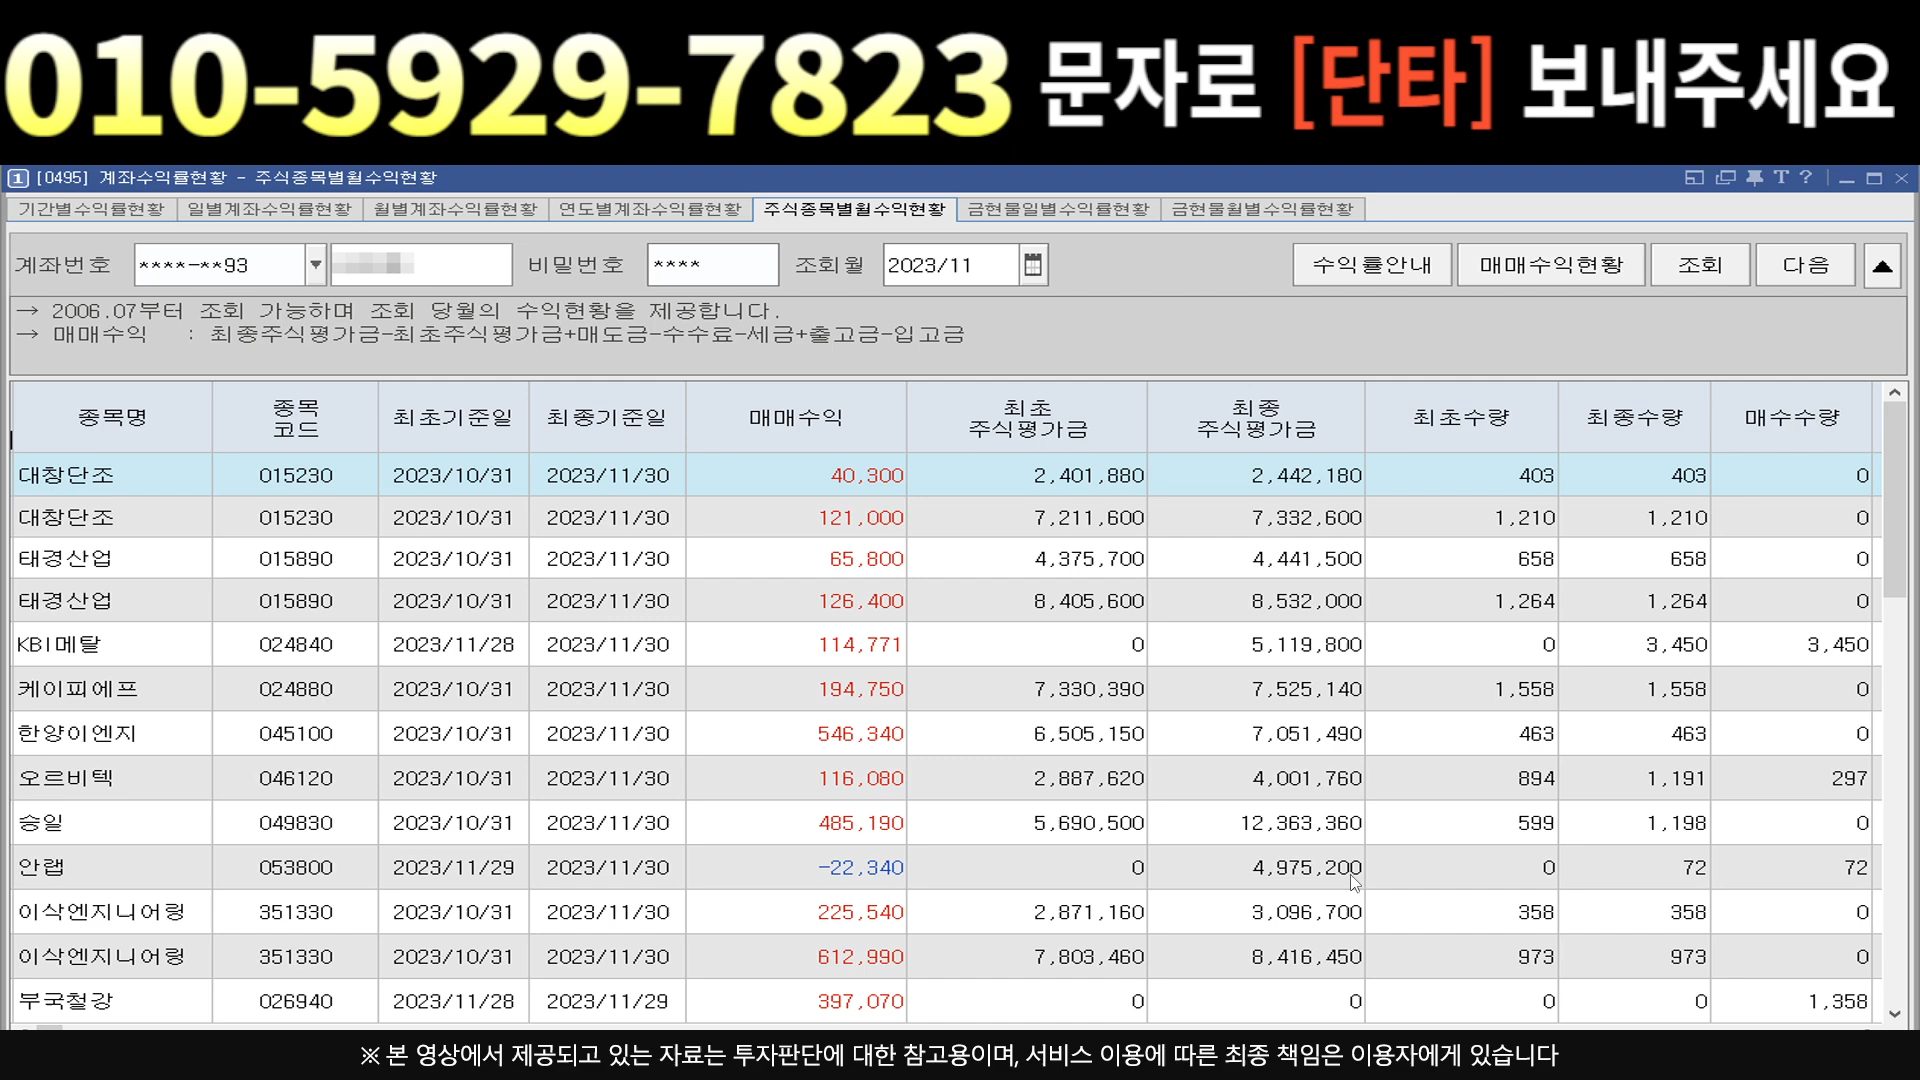 010-5929-7823 문자로 [단타] 보내주세요
1 [0495] 계좌수익률현황 - 주식종목별월수익현황 T ?
기간별수익률현황 일별계좌수익률현황 월별계좌수익률현황 연도별계좌수익률현황 주식종목별월수익현황 금현물일별수익률현황 금현물월별수익률현황
계좌번호 ****-**93 비밀번호 **** 조회월 2023/11 수익률안내 매매수익현황 조회 다음 ▲
→ 2006.07부터 조회 가능하며 조회 당월의 수익현황을 제공합니다.
→ 매매수익 : 최종주식평가금-최초주식평가금+매도금-수수료-세금+출고금-입고금
종목명 종목코드 최초기준일 최종기준일 매매수익 최초주식평가금 최종주식평가금 최초수량 최종수량 매수수량
대창단조 015230 2023/10/31 2023/11/30 40,300 2,401,880 2,442,180 403 403 0
대창단조 015230 2023/10/31 2023/11/30 121,000 7,211,600 7,332,600 1,210 1,210 0
태경산업 015890 2023/10/31 2023/11/30 65,800 4,375,700 4,441,500 658 658 0
태경산업 015890 2023/10/31 2023/11/30 126,400 8,405,600 8,532,000 1,264 1,264 0
KBI메탈 024840 2023/11/28 2023/11/30 114,771 0 5,119,800 0 3,450 3,450
케이피에프 024880 2023/10/31 2023/11/30 194,750 7,330,390 7,525,140 1,558 1,558 0
한양이엔지 045100 2023/10/31 2023/11/30 546,340 6,505,150 7,051,490 463 463 0
오르비텍 046120 2023/10/31 2023/11/30 116,080 2,887,620 4,001,760 894 1,191 297
승일 049830 2023/10/31 2023/11/30 485,190 5,690,500 12,363,360 599 1,198 0
안랩 053800 2023/11/29 2023/11/30 -22,340 0 4,975,200 0 72 72
이삭엔지니어링 351330 2023/10/31 2023/11/30 225,540 2,871,160 3,096,700 358 358 0
이삭엔지니어링 351330 2023/10/31 2023/11/30 612,990 7,803,460 8,416,450 973 973 0
부국철강 026940 2023/11/28 2023/11/29 397,070 0 0 0 0 1,358
※ 본 영상에서 제공되고 있는 자료는 투자판단에 대한 참고용이며, 서비스 이용에 따른 최종 책임은 이용자에게 있습니다